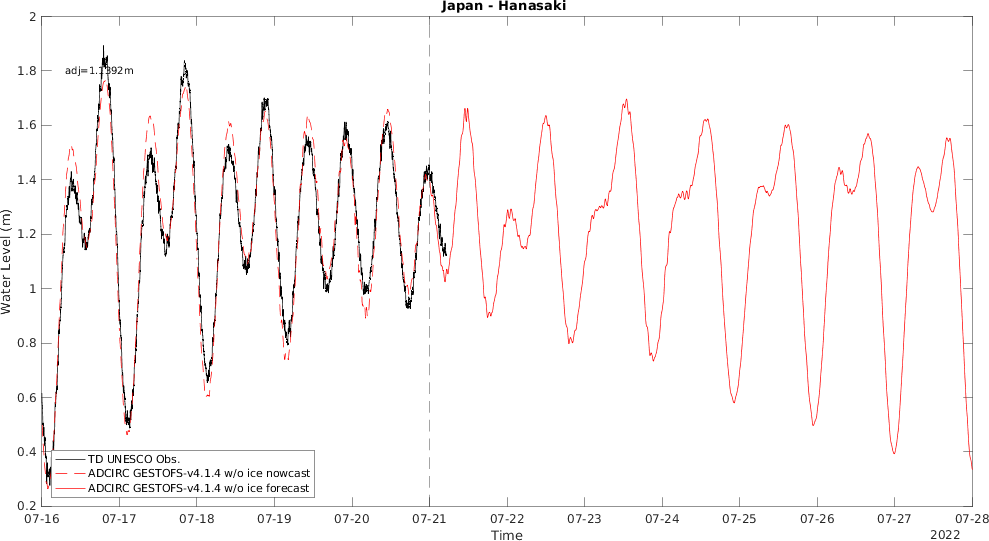 Japan - Hanasaki
2
1.8
1.6
1.4
1.2
1
0.8
0.6
0.4
0.2
Water Level (m)
adj=1.1392m
TD UNESCO Obs.
ADCIRC GESTOFS-v4.1.4 w/o ice nowcast
ADCIRC GESTOFS-v4.1.4 w/o ice forecast
07-16 07-17 07-18 07-19 07-20 07-21 07-22 07-23 07-24 07-25 07-26 07-27 07-28
Time
2022